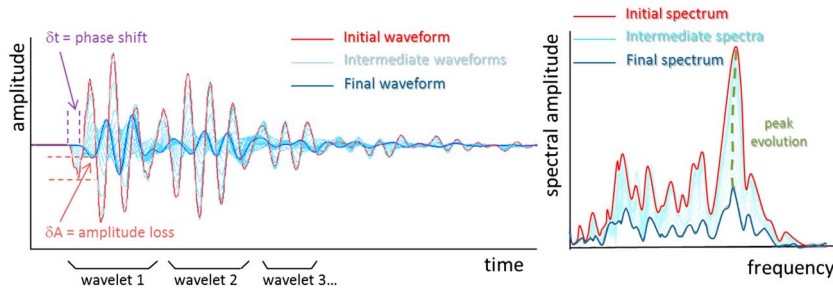 δt = phase shift
Initial waveform
Intermediate waveforms
Final waveform
amplitude
δA = amplitude loss
time
wavelet 1
wavelet 2
wavelet 3...
Initial spectrum
Intermediate spectra
Final spectrum
spectral amplitude
peak
evolution
frequency